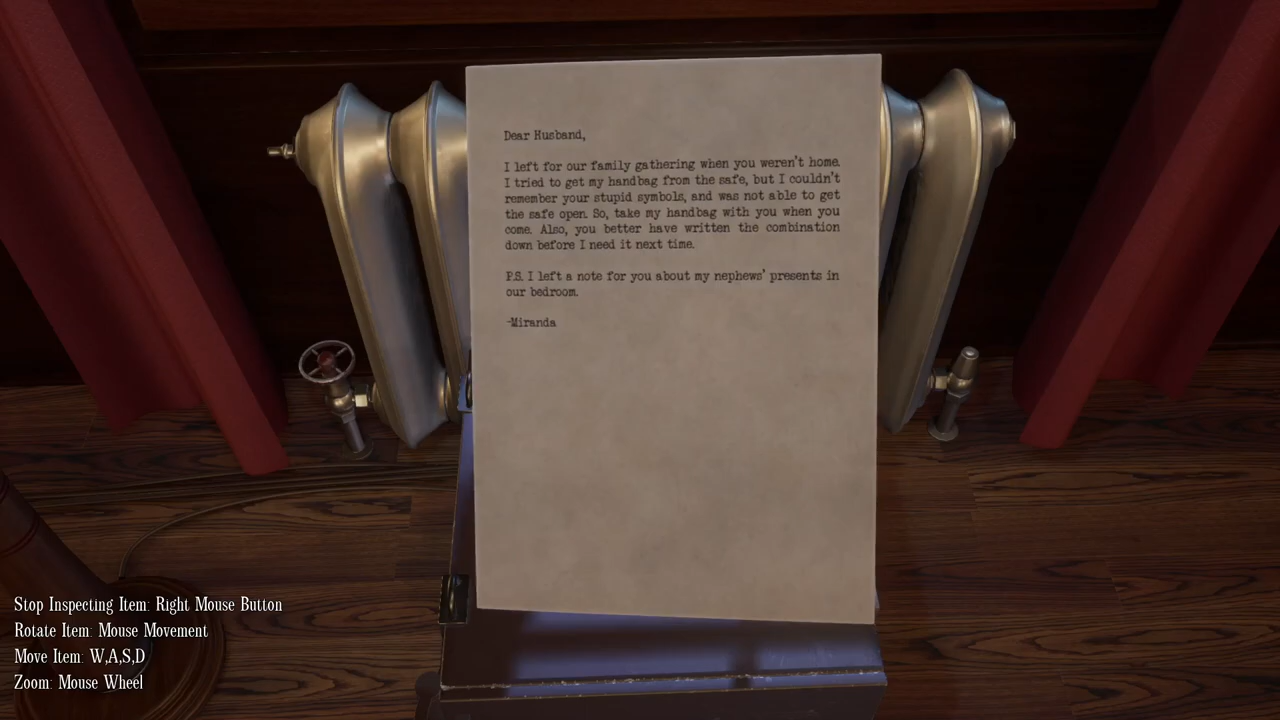 Dear Husband,
I left for our family gathering when you weren't home.
I tried to get my handbag from the safe, but I couldn't
remember your stupid symbols, and was not able to get
the safe open. So, take my handbag with you when you
come. Also, you better have written the combination
down before I need it next time.
P.S. I left a note for you about my nephews' presents in
our bedroom.
-Miranda
Stop Inspecting Item: Right Mouse Button
Rotate Item: Mouse Movement
Move Item: W,A,S,D
Zoom: Mouse Wheel